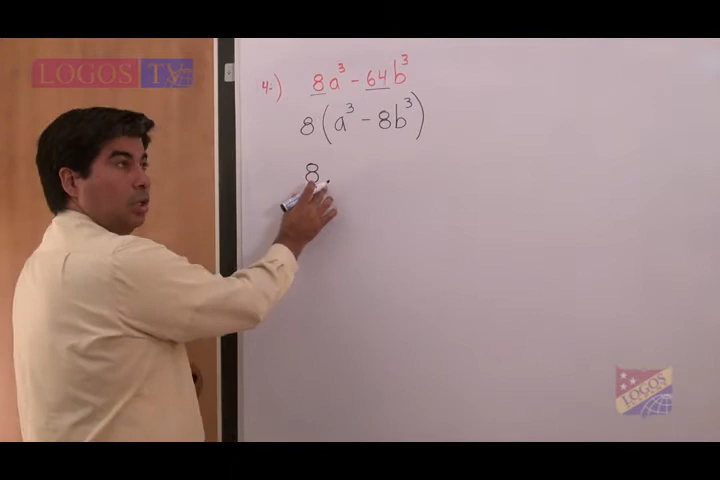 LOGOS TV
4.) 8a³ - 64b³
8(a³ - 8b³)
8
LOGOS